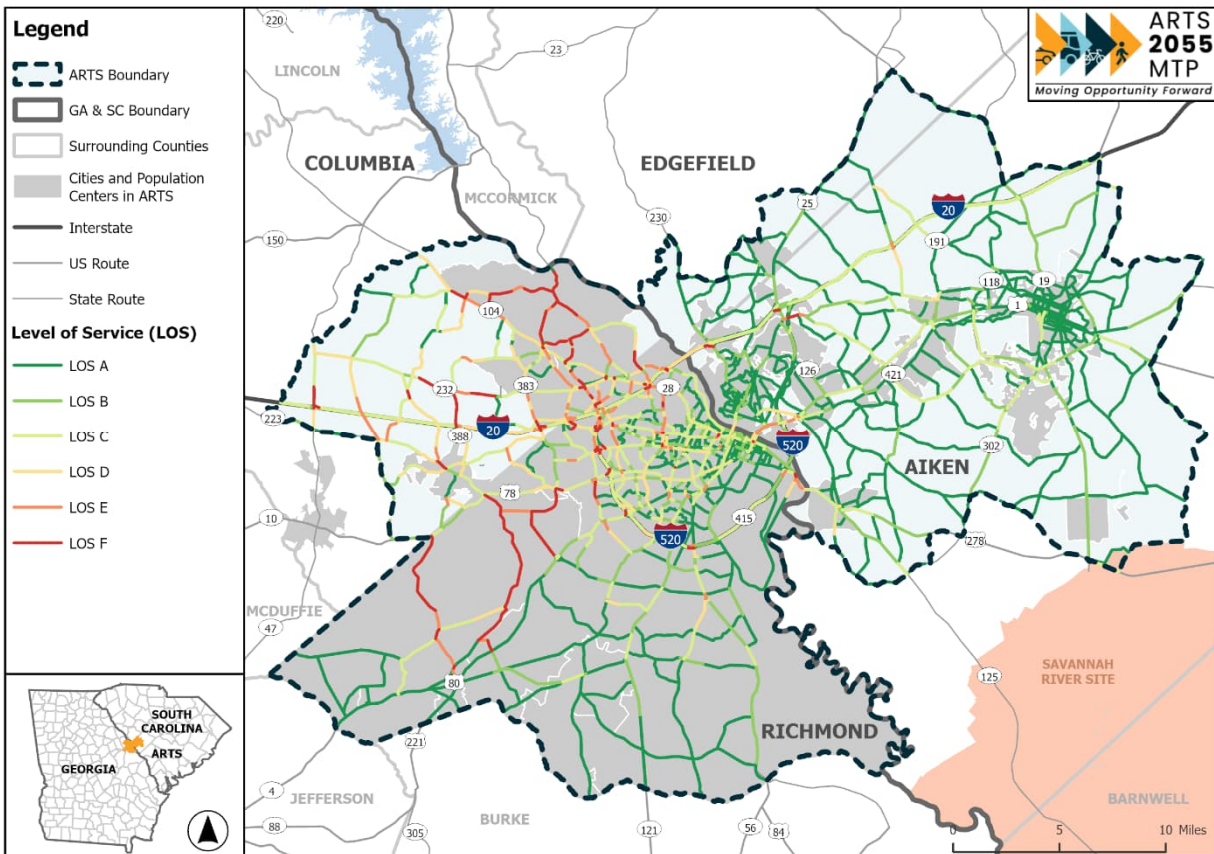 Legend
ARTS Boundary
GA & SC Boundary
Surrounding Counties
Cities and Population
Centers in ARTS
Interstate
US Route
State Route
Level of Service (LOS)
LOS A
LOS B
LOS C
LOS D
LOS E
LOS F
SOUTH
CAROLINA
ARTS
GEORGIA
ARTS
2055
MTP
Moving Opportunity Forward
220
23
LINCOLN
COLUMBIA
EDGEFIELD
MCCORMICK
230
25
20
150
191
118
19
1
104
126
421
232
383
28
223
20
388
520
302
AIKEN
78
10
415
520
278
MCDUFFIE
47
SAVANNAH
RIVER SITE
125
80
RICHMOND
221
4
JEFFERSON
BURKE
BARNWELL
88
305
121
56
84
0
5
10 Miles